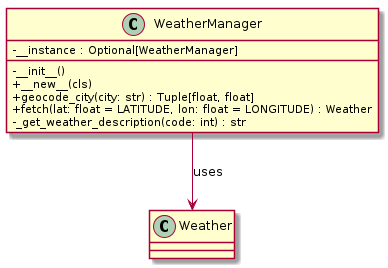 C WeatherManager
-__instance : Optional[WeatherManager]
-__init__()
+__new__(cls)
+geocode_city(city: str) : Tuple[float, float]
+fetch(lat: float = LATITUDE, lon: float = LONGITUDE) : Weather
-_get_weather_description(code: int) : str
uses
C Weather